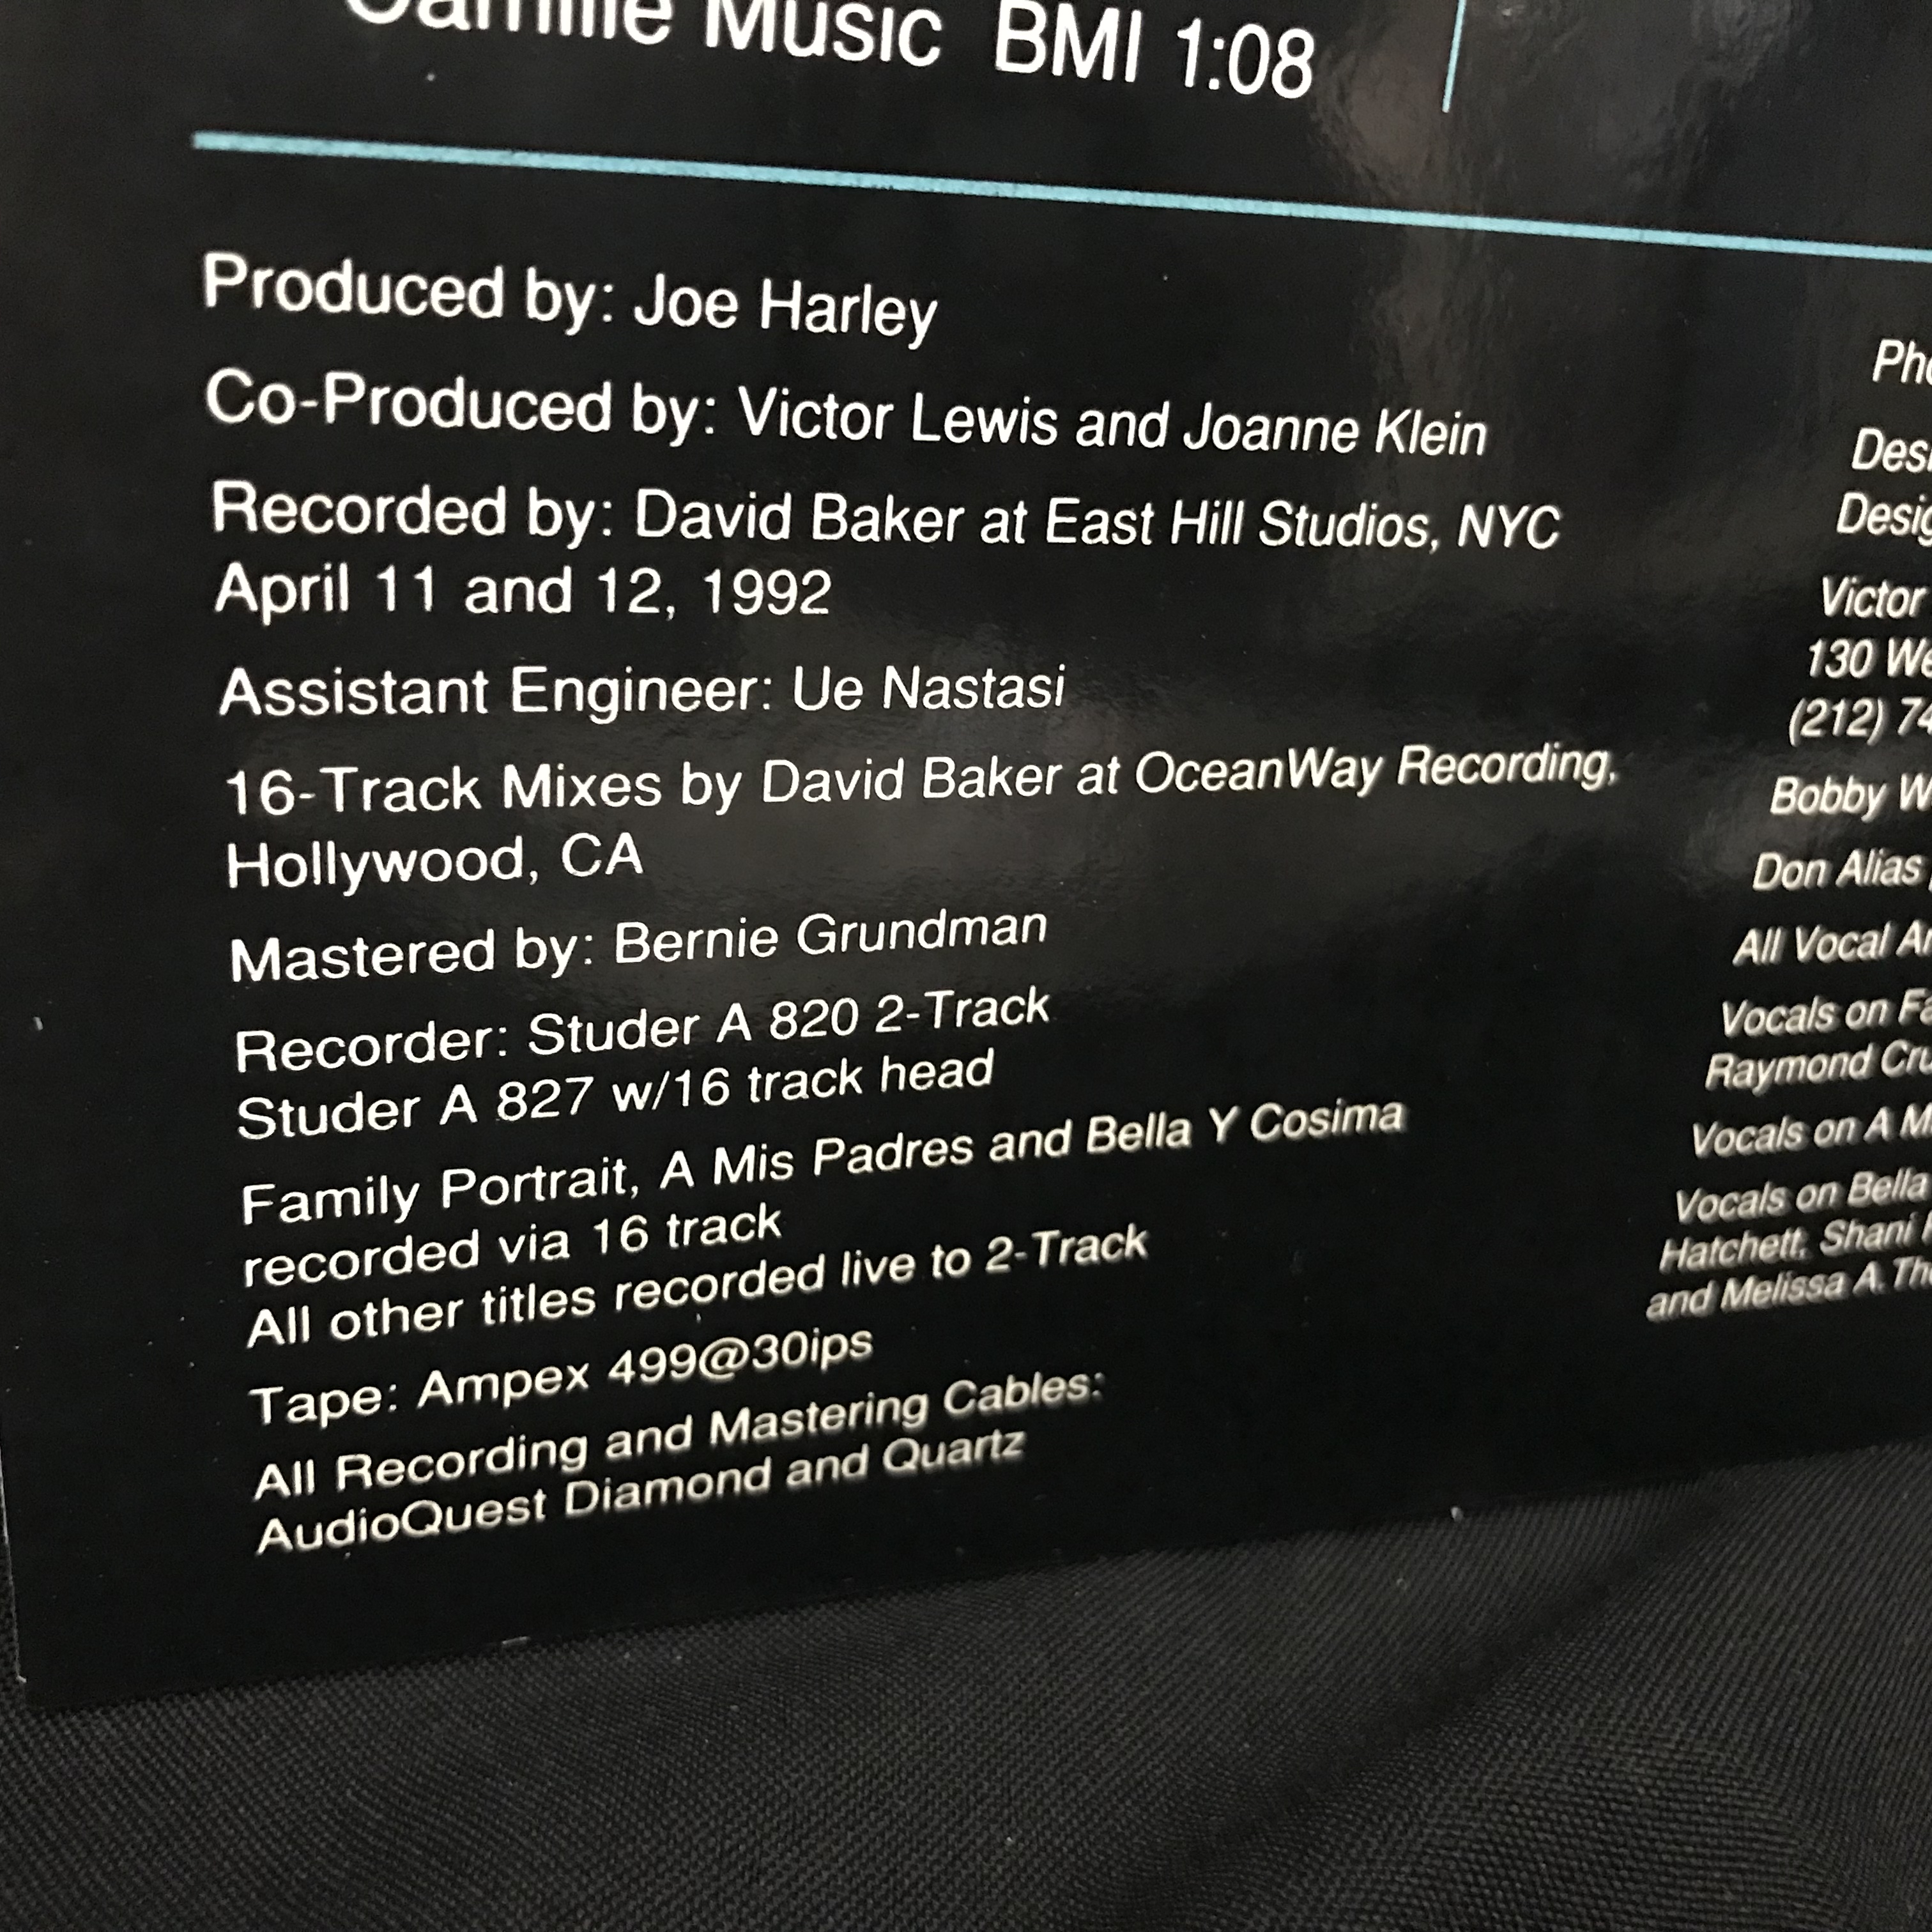 Camille Music BMI 1:08
Produced by: Joe Harley
Co-Produced by: Victor Lewis and Joanne Klein
Recorded by: David Baker at East Hill Studios, NYC
April 11 and 12, 1992
Assistant Engineer: Ue Nastasi
16-Track Mixes by David Baker at OceanWay Recording,
Hollywood, CA
Mastered by: Bernie Grundman
Recorder: Studer A 820 2-Track
Studer A 827 w/16 track head
Family Portrait, A Mis Padres and Bella Y Cosima
recorded via 16 track
All other titles recorded live to 2-Track
Tape: Ampex 499@30ips
All Recording and Mastering Cables:
AudioQuest Diamond and Quartz
Victor
130
(212)
Bobby
Don Alias
All Vocal
Vocals on
Raymond
Vocals on A
Vocals on Bella
Hatchett, Shani
and Melissa A.